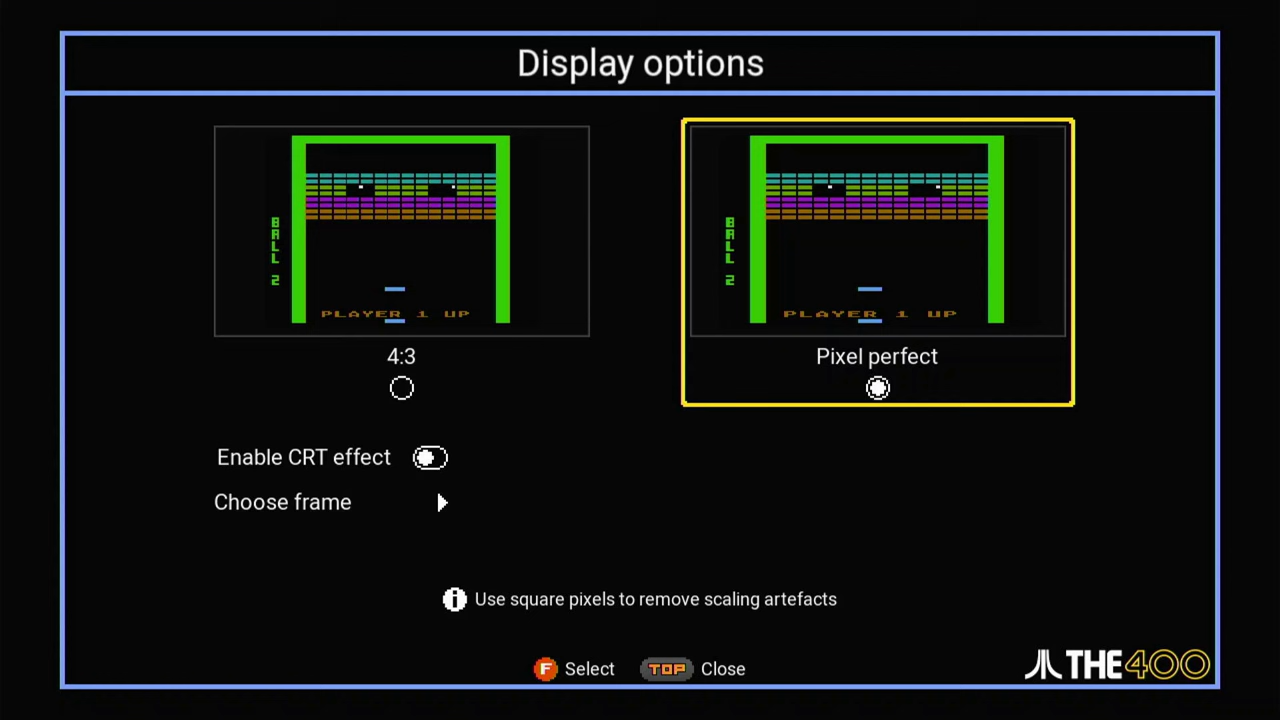 Display options
BALL 2
PLAYER 1 UP
BALL 2
PLAYER 1 UP
4:3
Pixel perfect
Enable CRT effect
Choose frame
Use square pixels to remove scaling artefacts
F Select TOP Close
THE400